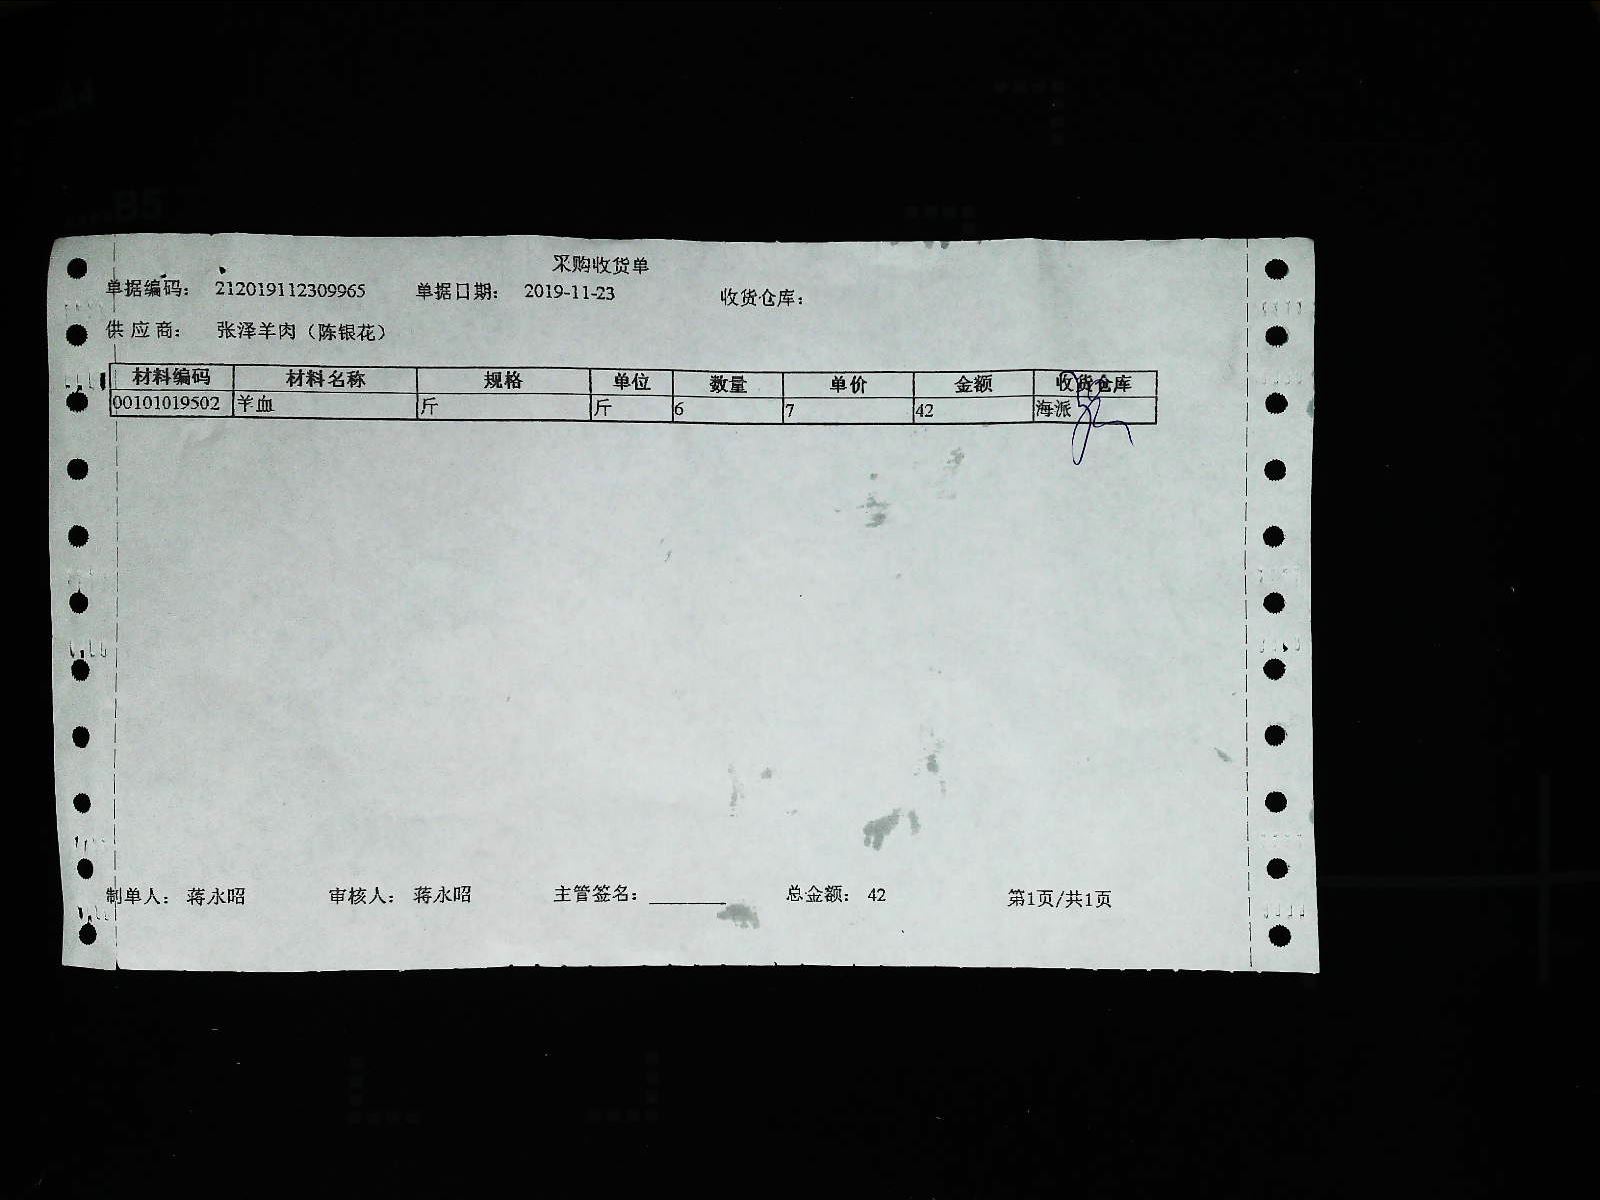 采购收货单
单据编码： 212019112309965 单据日期： 2019-11-23 收货仓库：
供应商： 张泽羊肉（陈银花）
材料编码 材料名称 规格 单位 数量 单价 金额 收货仓库
00101019502 羊血 斤 斤 6 7 42 海派
制单人： 蒋永昭 审核人： 蒋永昭 主管签名：________ 总金额： 42 第1页/共1页